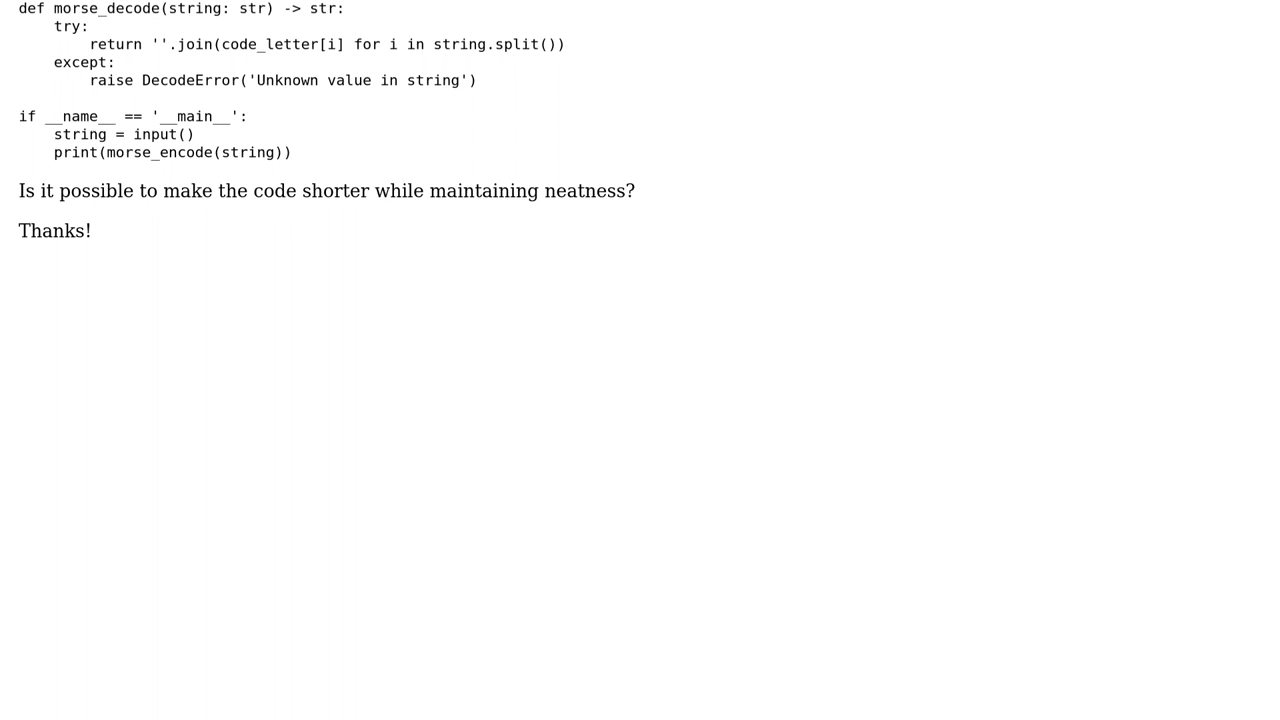 def morse_decode(string: str) -> str:
    try:
        return ''.join(code_letter[i] for i in string.split())
    except:
        raise DecodeError('Unknown value in string')

if __name__ == '__main__':
    string = input()
    print(morse_encode(string))
Is it possible to make the code shorter while maintaining neatness?
Thanks!